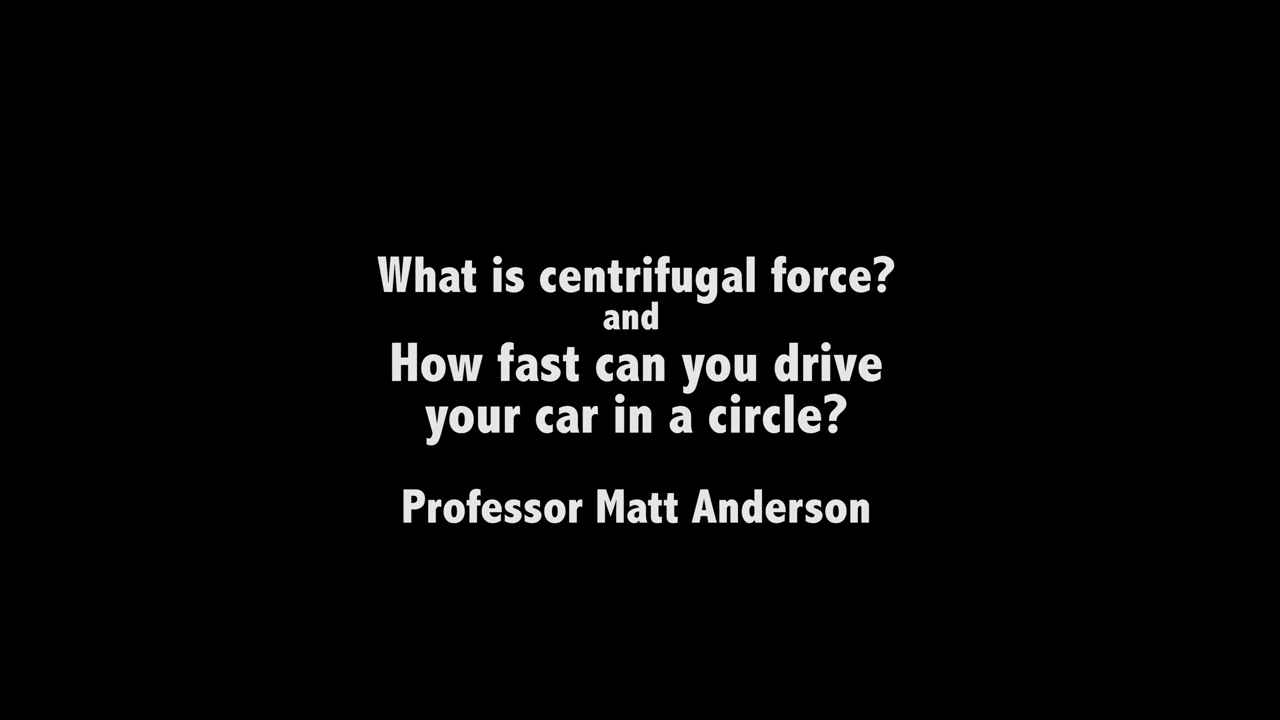 What is centrifugal force?
and
How fast can you drive
your car in a circle?
Professor Matt Anderson